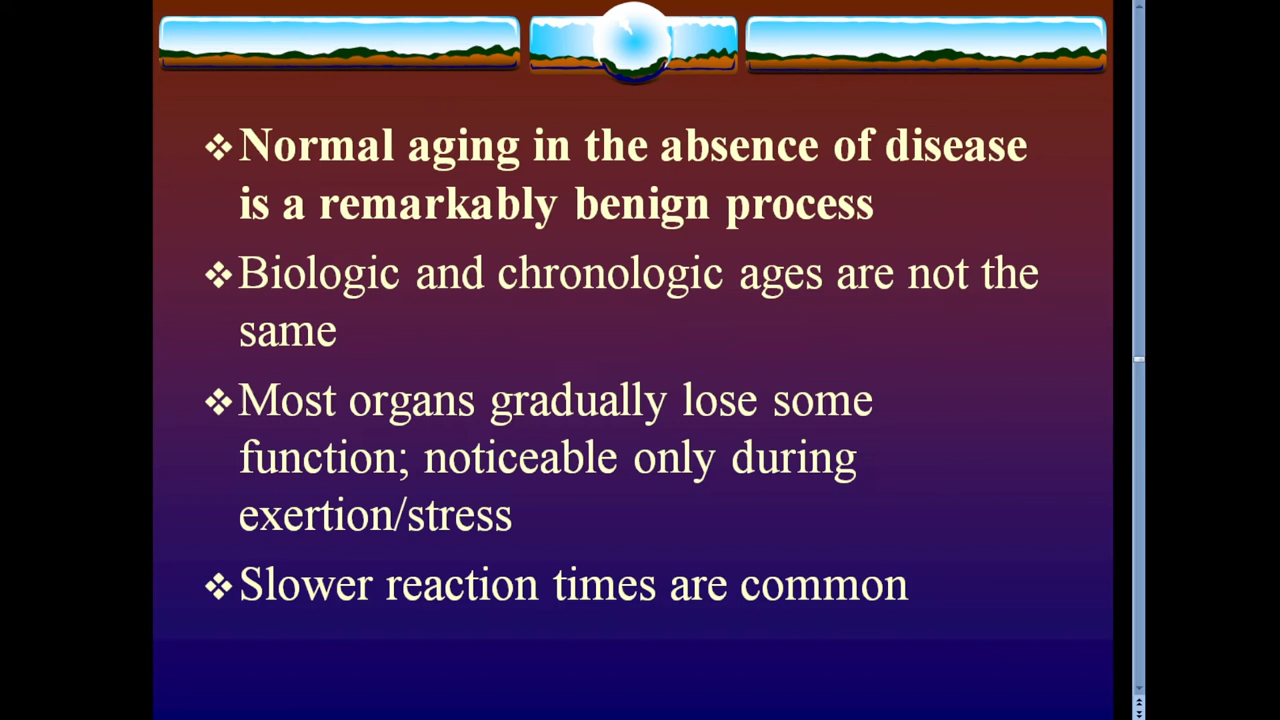 ❖Normal aging in the absence of disease
is a remarkably benign process
❖Biologic and chronologic ages are not the
same
❖Most organs gradually lose some
function; noticeable only during
exertion/stress
❖Slower reaction times are common